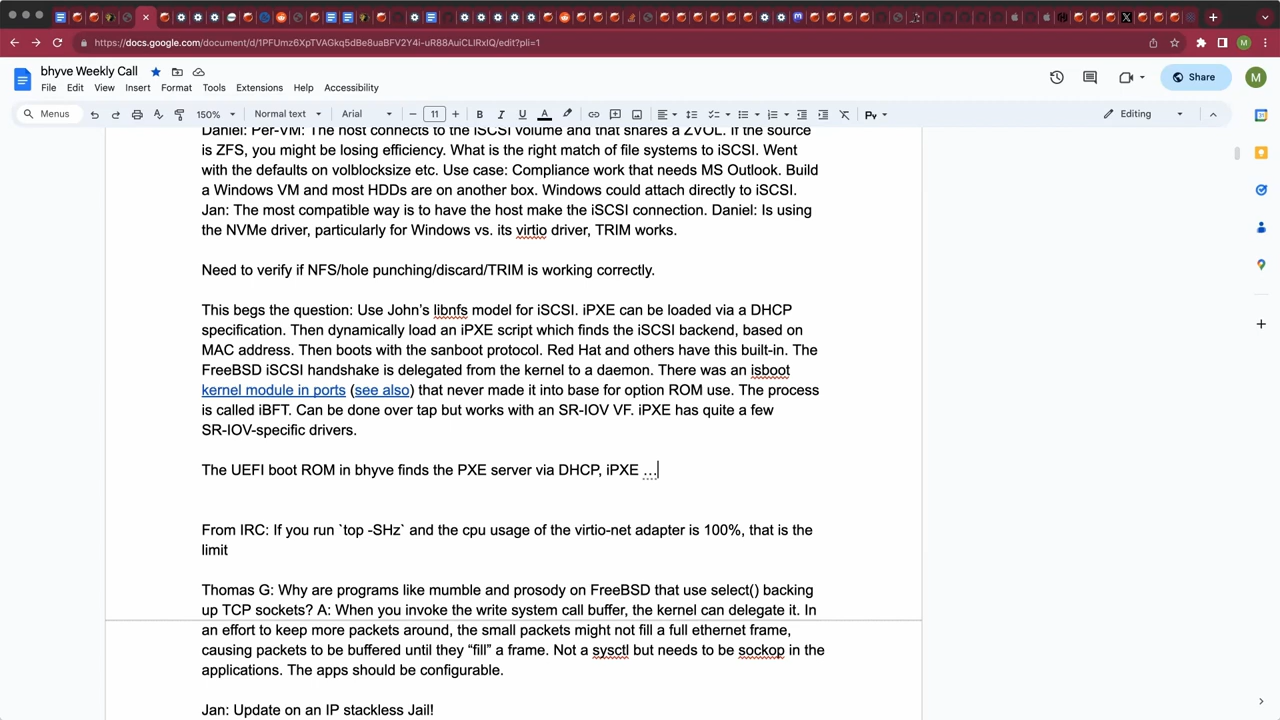 https://docs.google.com/document/d/1PFUmz6XpTVAGkq5dBe8uaBFV2Y4i-uR88AuiCLIRxIQ/edit?pli=1
M
bhyve Weekly Call
File Edit View Insert Format Tools Extensions Help Accessibility
Share
M
Menus 150% Normal text Arial 11 B I U A Editing
Daniel: Per-VM: The host connects to the iSCSI volume and that shares a ZVOL. If the source
is ZFS, you might be losing efficiency. What is the right match of file systems to iSCSI. Went
with the defaults on volblocksize etc. Use case: Compliance work that needs MS Outlook. Build
a Windows VM and most HDDs are on another box. Windows could attach directly to iSCSI.
Jan: The most compatible way is to have the host make the iSCSI connection. Daniel: Is using
the NVMe driver, particularly for Windows vs. its virtio driver, TRIM works.
Need to verify if NFS/hole punching/discard/TRIM is working correctly.
This begs the question: Use John's libnfs model for iSCSI. iPXE can be loaded via a DHCP
specification. Then dynamically load an iPXE script which finds the iSCSI backend, based on
MAC address. Then boots with the sanboot protocol. Red Hat and others have this built-in. The
FreeBSD iSCSI handshake is delegated from the kernel to a daemon. There was an isboot
kernel module in ports (see also) that never made it into base for option ROM use. The process
is called iBFT. Can be done over tap but works with an SR-IOV VF. iPXE has quite a few
SR-IOV-specific drivers.
The UEFI boot ROM in bhyve finds the PXE server via DHCP, iPXE …
From IRC: If you run `top -SHz` and the cpu usage of the virtio-net adapter is 100%, that is the
limit
Thomas G: Why are programs like mumble and prosody on FreeBSD that use select() backing
up TCP sockets? A: When you invoke the write system call buffer, the kernel can delegate it. In
an effort to keep more packets around, the small packets might not fill a full ethernet frame,
causing packets to be buffered until they “fill” a frame. Not a sysctl but needs to be sockop in the
applications. The apps should be configurable.
Jan: Update on an IP stackless Jail!